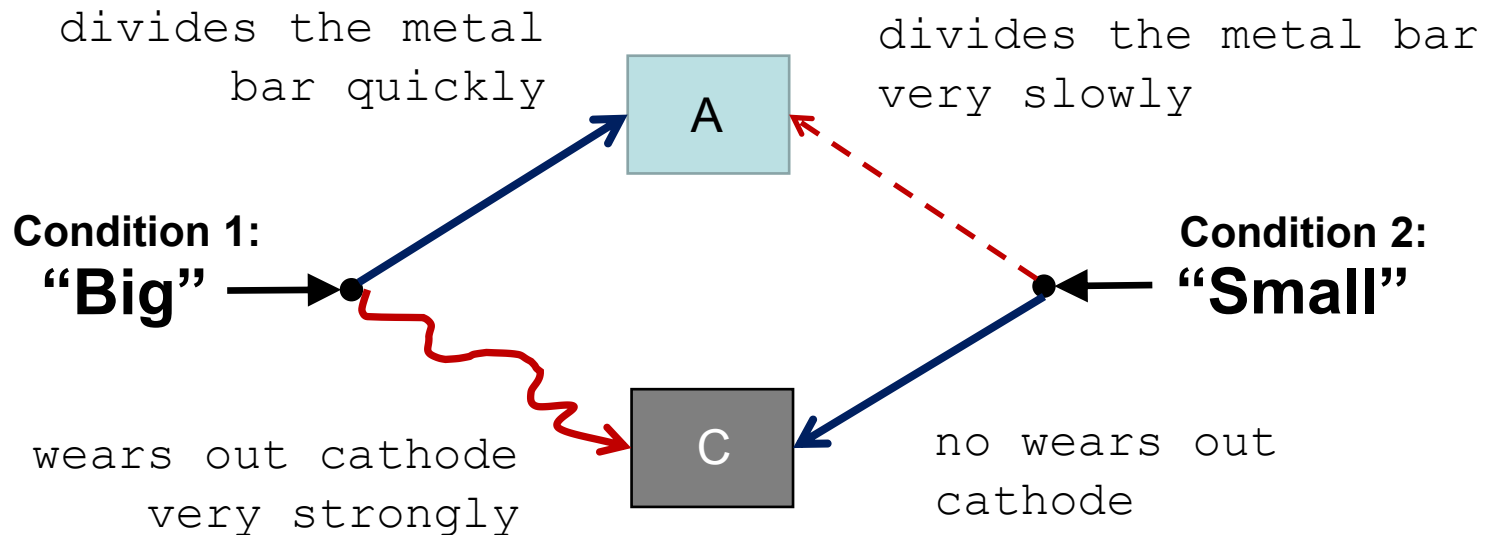 divides the metal
bar quickly
divides the metal bar
very slowly
A
Condition 1:
“Big”
Condition 2:
“Small”
C
wears out cathode
very strongly
no wears out
cathode